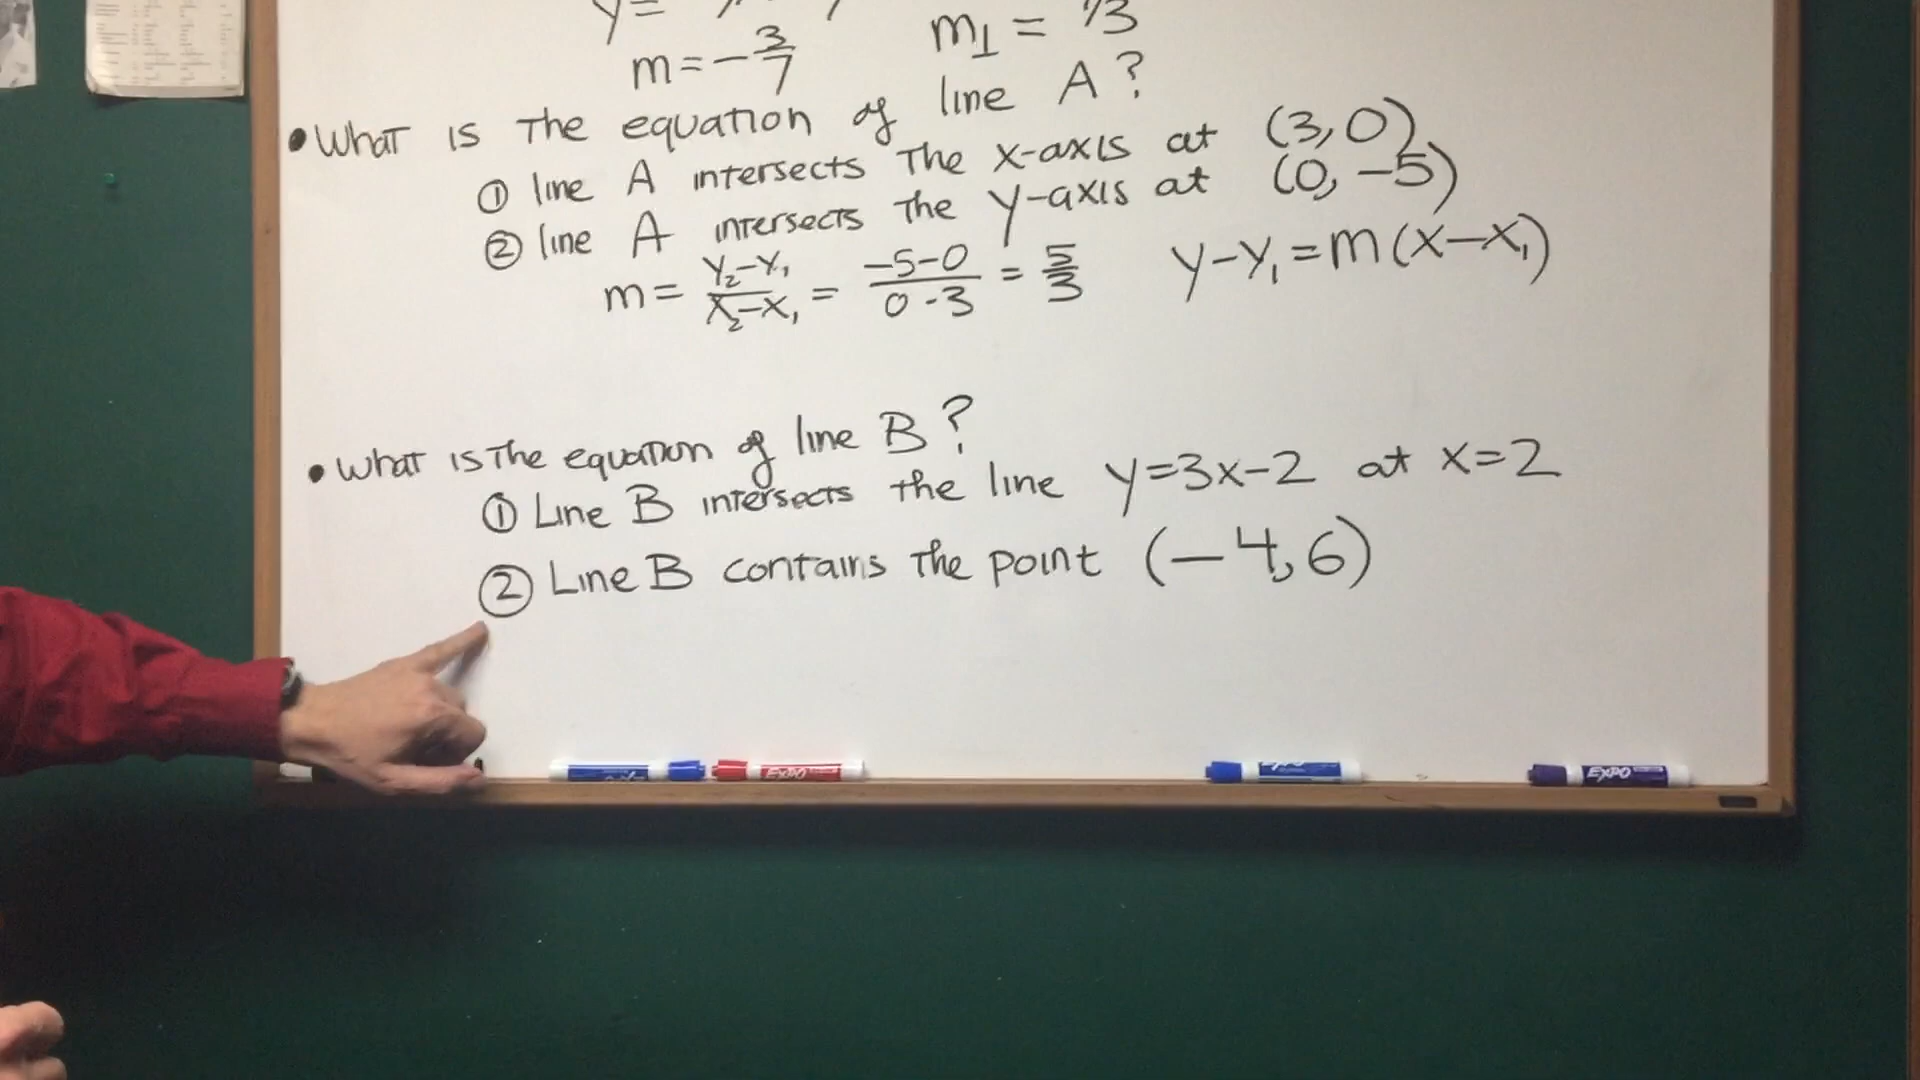 y=
m=-3/7 m⊥ = 7/3
• What is the equation of line A?
① line A intersects the x-axis at (3,0)
② line A intersects the y-axis at (0,-5)
m = (y₂-y₁)/(x₂-x₁) = (-5-0)/(0-3) = 5/3 y-y₁=m(x-x₁)
• What is the equation of line B?
① Line B intersects the line y=3x-2 at x=2
② Line B contains the point (-4,6)
EXPO
EXPO